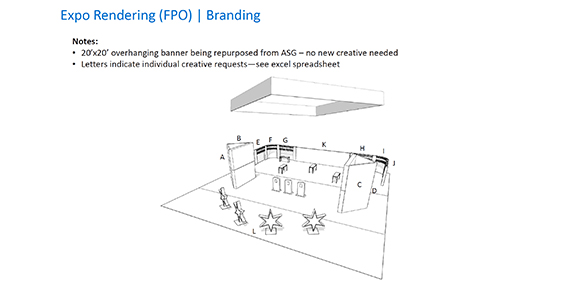 Expo Rendering (FPO) | Branding
Notes:
• 20'x20' overhanging banner being repurposed from ASG – no new creative needed
• Letters indicate individual creative requests—see excel spreadsheet
K
B
H
G
F
I
E
A
J
C
D
L